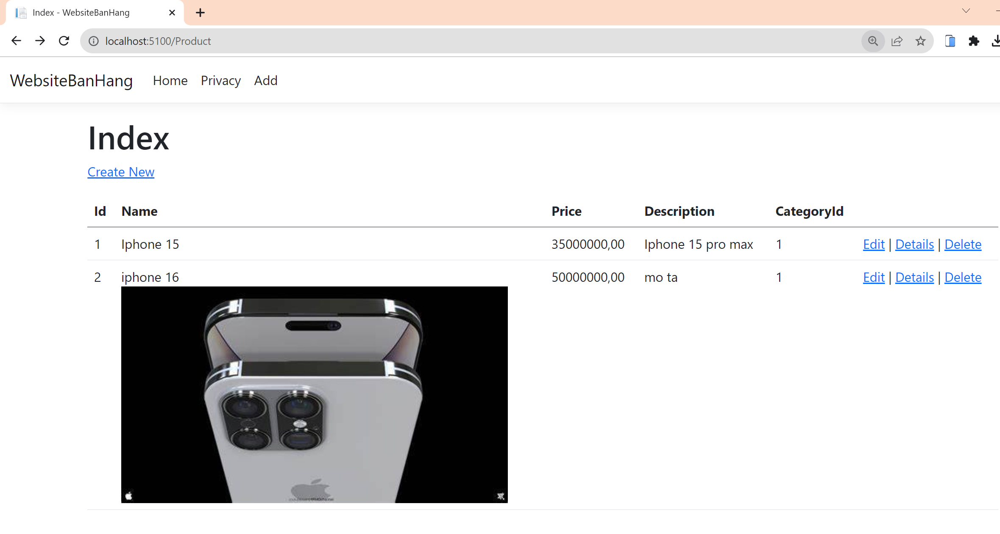 Index - WebsiteBanHang
localhost:5100/Product
WebsiteBanHang Home Privacy Add
Index
Create New
Id Name Price Description CategoryId
1 Iphone 15 35000000,00 Iphone 15 pro max 1 Edit | Details | Delete
2 iphone 16 50000000,00 mo ta 1 Edit | Details | Delete